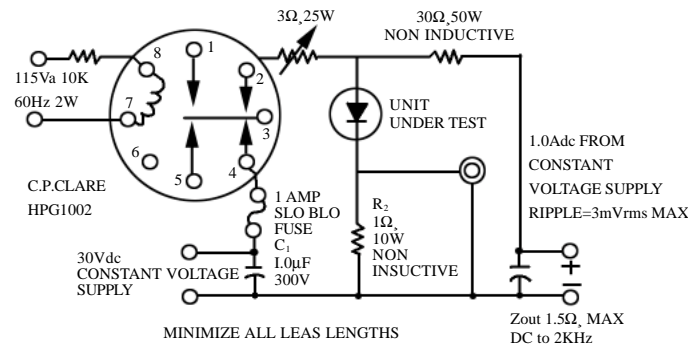 3Ω,25W
30Ω,50W
NON INDUCTIVE
8
1
2
115Va 10K
60Hz 2W
7
3
6
5
4
UNIT
UNDER TEST
1.0Adc FROM
CONSTANT
VOLTAGE SUPPLY
RIPPLE=3mVrms MAX
C.P.CLARE
HPG1002
1 AMP
SLO BLO
FUSE
C1
I.0μF
300V
R2
1Ω,
10W
NON
INSUCTIVE
30Vdc
CONSTANT VOLTAGE
SUPPLY
+
−
Zout 1.5Ω, MAX
DC to 2KHz
MINIMIZE ALL LEAS LENGTHS